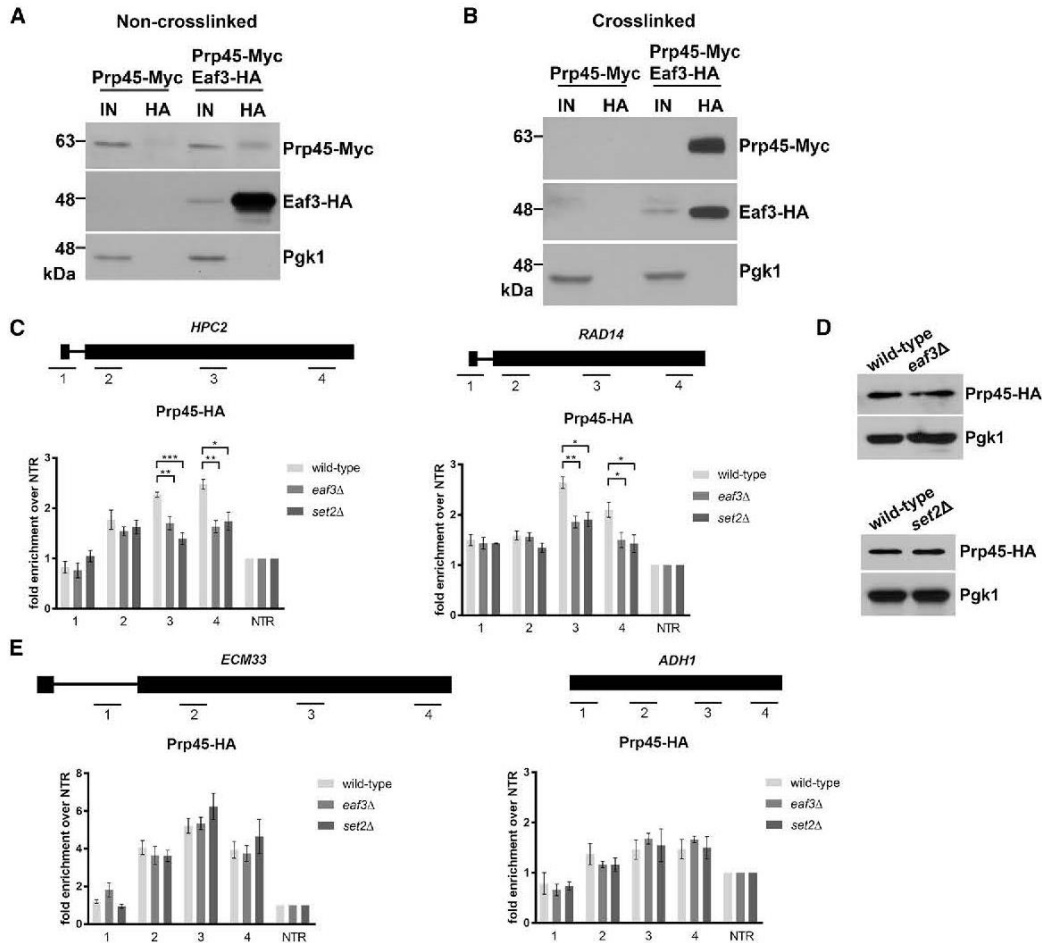 A
Non-crosslinked
Prp45-Myc
Prp45-Myc
Eaf3-HA
IN HA IN HA
63
Prp45-Myc
48
Eaf3-HA
48
Pgk1
kDa
B
Crosslinked
Prp45-Myc
Prp45-Myc
Eaf3-HA
IN HA IN HA
63
Prp45-Myc
48
Eaf3-HA
48
Pgk1
kDa
C
HPC2
1 2 3 4
Prp45-HA
fold enrichment over NTR
3
2
1
0
*** ** * **
wild-type
eaf3Δ
set2Δ
1 2 3 4 NTR
RAD14
1 2 3 4
Prp45-HA
fold enrichment over NTR
3
2
1
0
* ** * *
wild-type
eaf3Δ
set2Δ
1 2 3 4 NTR
D
wild-type
eaf3Δ
Prp45-HA
Pgk1
wild-type
set2Δ
Prp45-HA
Pgk1
E
ECM33
1 2 3 4
Prp45-HA
fold enrichment over NTR
8
6
4
2
0
wild-type
eaf3Δ
set2Δ
1 2 3 4 NTR
ADH1
1 2 3 4
Prp45-HA
fold enrichment over NTR
3
2
1
0
wild-type
eaf3Δ
set2Δ
1 2 3 4 NTR